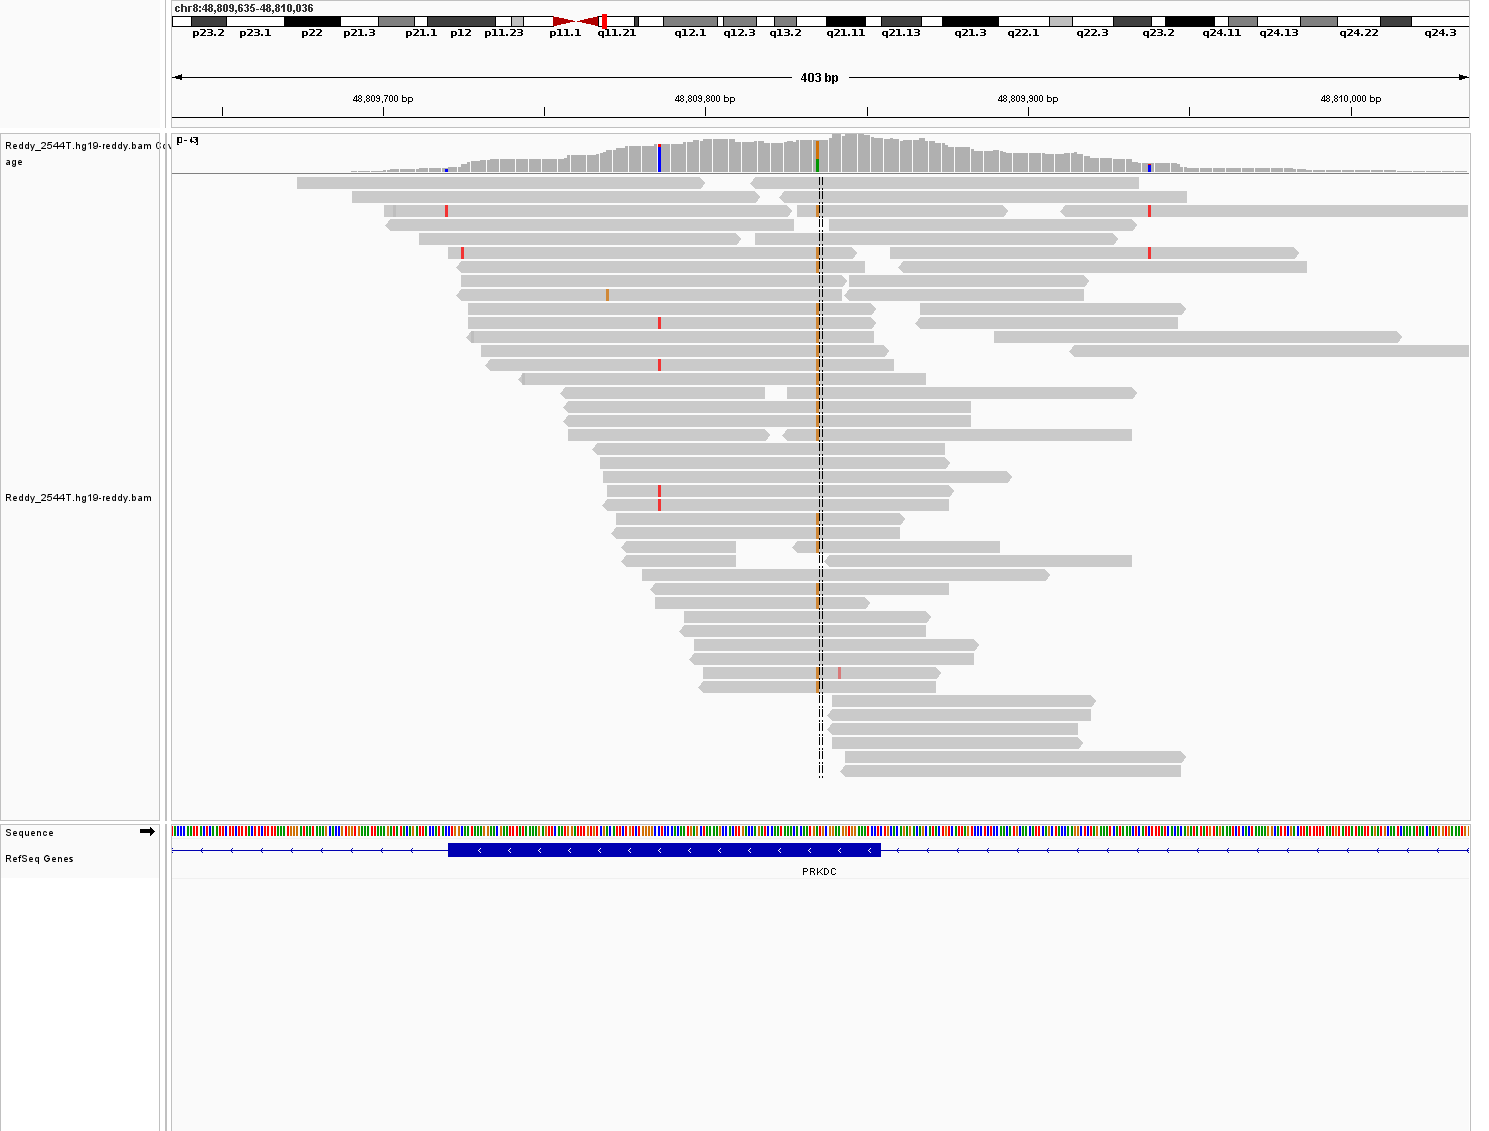 chr8:48,809,635-48,810,036
p23.2 p23.1 p22 p21.3 p21.1 p12 p11.23 p11.1 q11.21 q12.1 q12.3 q13.2 q21.11 q21.13 q21.3 q22.1 q22.3 q23.2 q24.11 q24.13 q24.22 q24.3
403 bp
48,809,700 bp 48,809,800 bp 48,809,900 bp 48,810,000 bp
Reddy_2544T.hg19-reddy.bam Cov
age
[0 - 43]
Reddy_2544T.hg19-reddy.bam
Sequence
RefSeq Genes
PRKDC